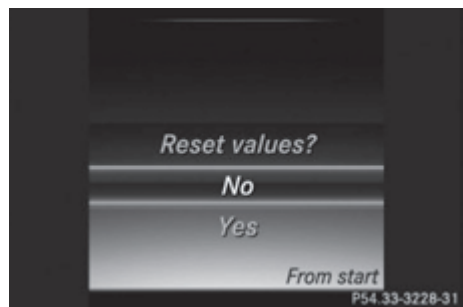 Reset values?
No
Yes
From start
P54.33-3228-31